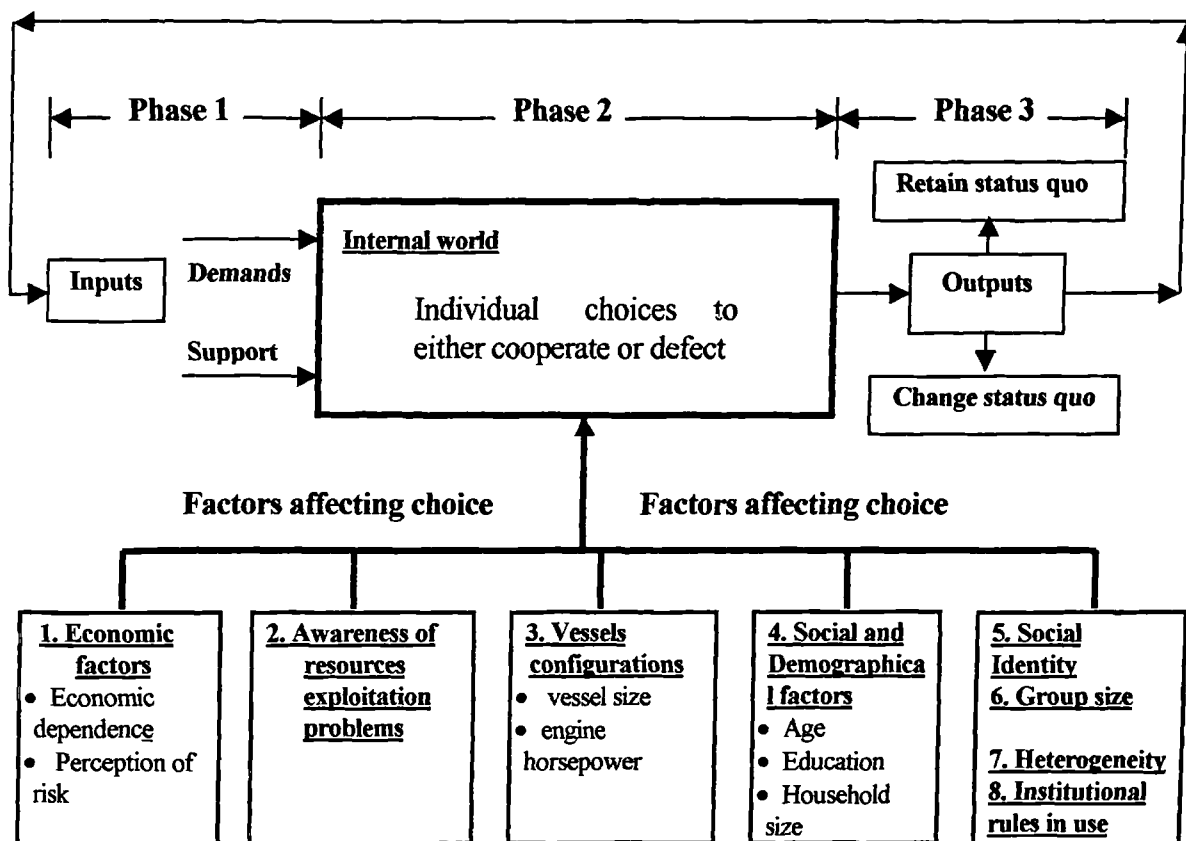 Phase 1
Phase 2
Phase 3
Retain status quo
Internal world
Inputs
Demands
Outputs
Individual choices to
either cooperate or defect
Support
Change status quo
Factors affecting choice
Factors affecting choice
1. Economic
factors
• Economic
dependence
• Perception of
risk
2. Awareness of
resources
exploitation
problems
3. Vessels
configurations
• vessel size
• engine
horsepower
4. Social and
Demographica
l factors
• Age
• Education
• Household
size
5. Social
Identity
6. Group size
7. Heterogeneity
8. Institutional
rules in use